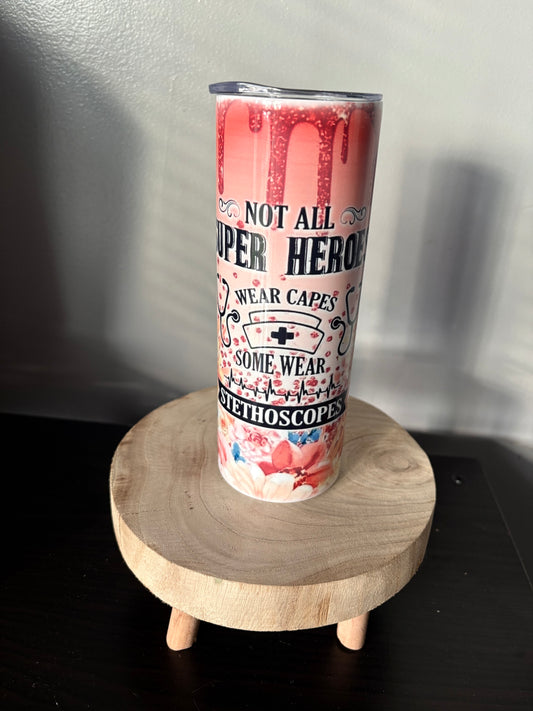 NOT ALL
UPER HEROE
WEAR CAPES
SOME WEAR
STETHOSCOPES